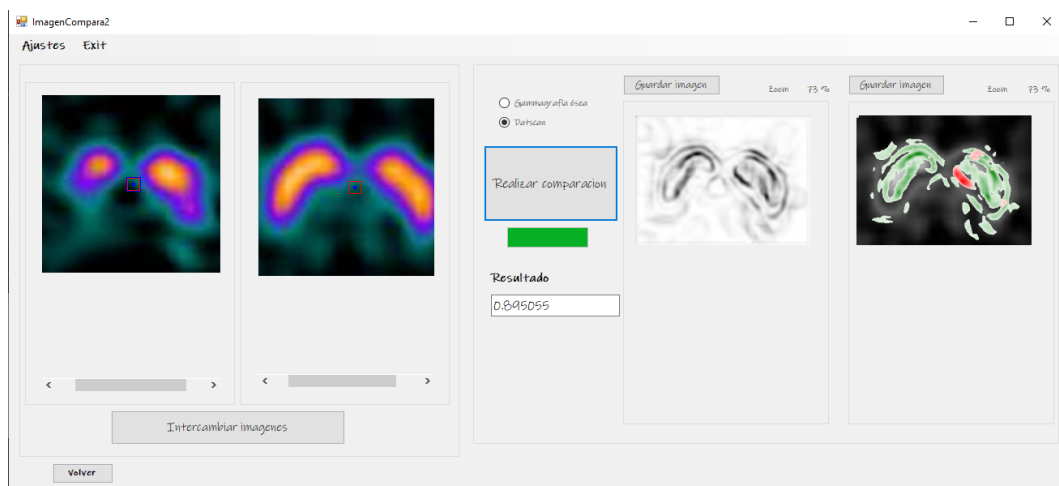 ImagenCompara2
Ajustes Exit
Guardar imagen Zoom 73 %
Guardar imagen Zoom 73 %
Gammagrafía ósea
Datscan
Realizar comparacion
Resultado
0.895055
Intercambiar imagenes
Volver